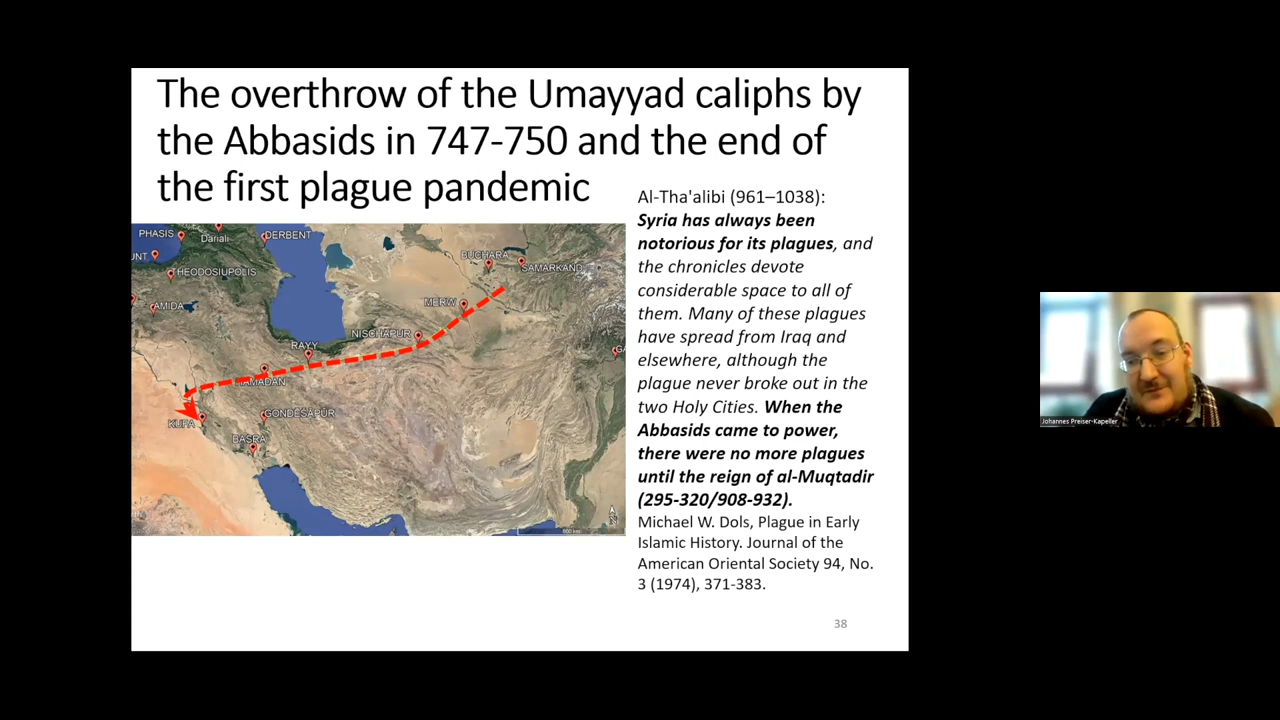 The overthrow of the Umayyad caliphs by
the Abbasids in 747-750 and the end of
the first plague pandemic
Al-Tha'alibi (961–1038):
Syria has always been
notorious for its plagues, and
the chronicles devote
considerable space to all of
them. Many of these plagues
have spread from Iraq and
elsewhere, although the
plague never broke out in the
two Holy Cities. When the
Abbasids came to power,
there were no more plagues
until the reign of al-Muqtadir
(295-320/908-932).
Michael W. Dols, Plague in Early
Islamic History. Journal of the
American Oriental Society 94, No.
3 (1974), 371-383.
PHASIS
Dariali
DERBENT
UNT
THEODOSIUPOLIS
BUCHARA
SAMARKAND
AMIDA
MERW
NISCHAPUR
RAYY
HAMADAN
KUFA
GONDESAPUR
BASRA
38
Johannes Preiser-Kapeller